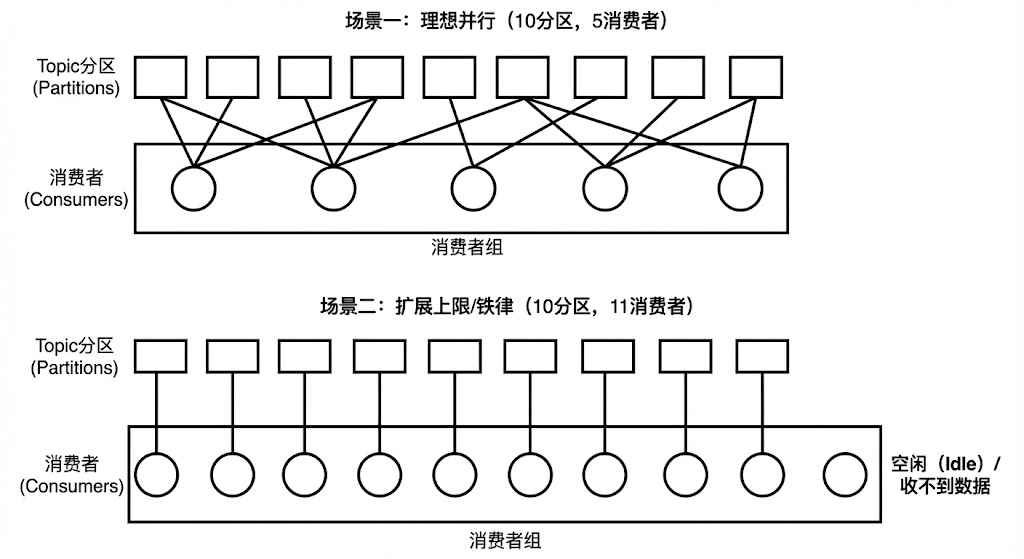 场景一：理想并行（10分区，5消费者）
Topic分区
(Partitions)
消费者
(Consumers)
消费者组
场景二：扩展上限/铁律（10分区，11消费者）
Topic分区
(Partitions)
消费者
(Consumers)
空闲（Idle）/
收不到数据
消费者组